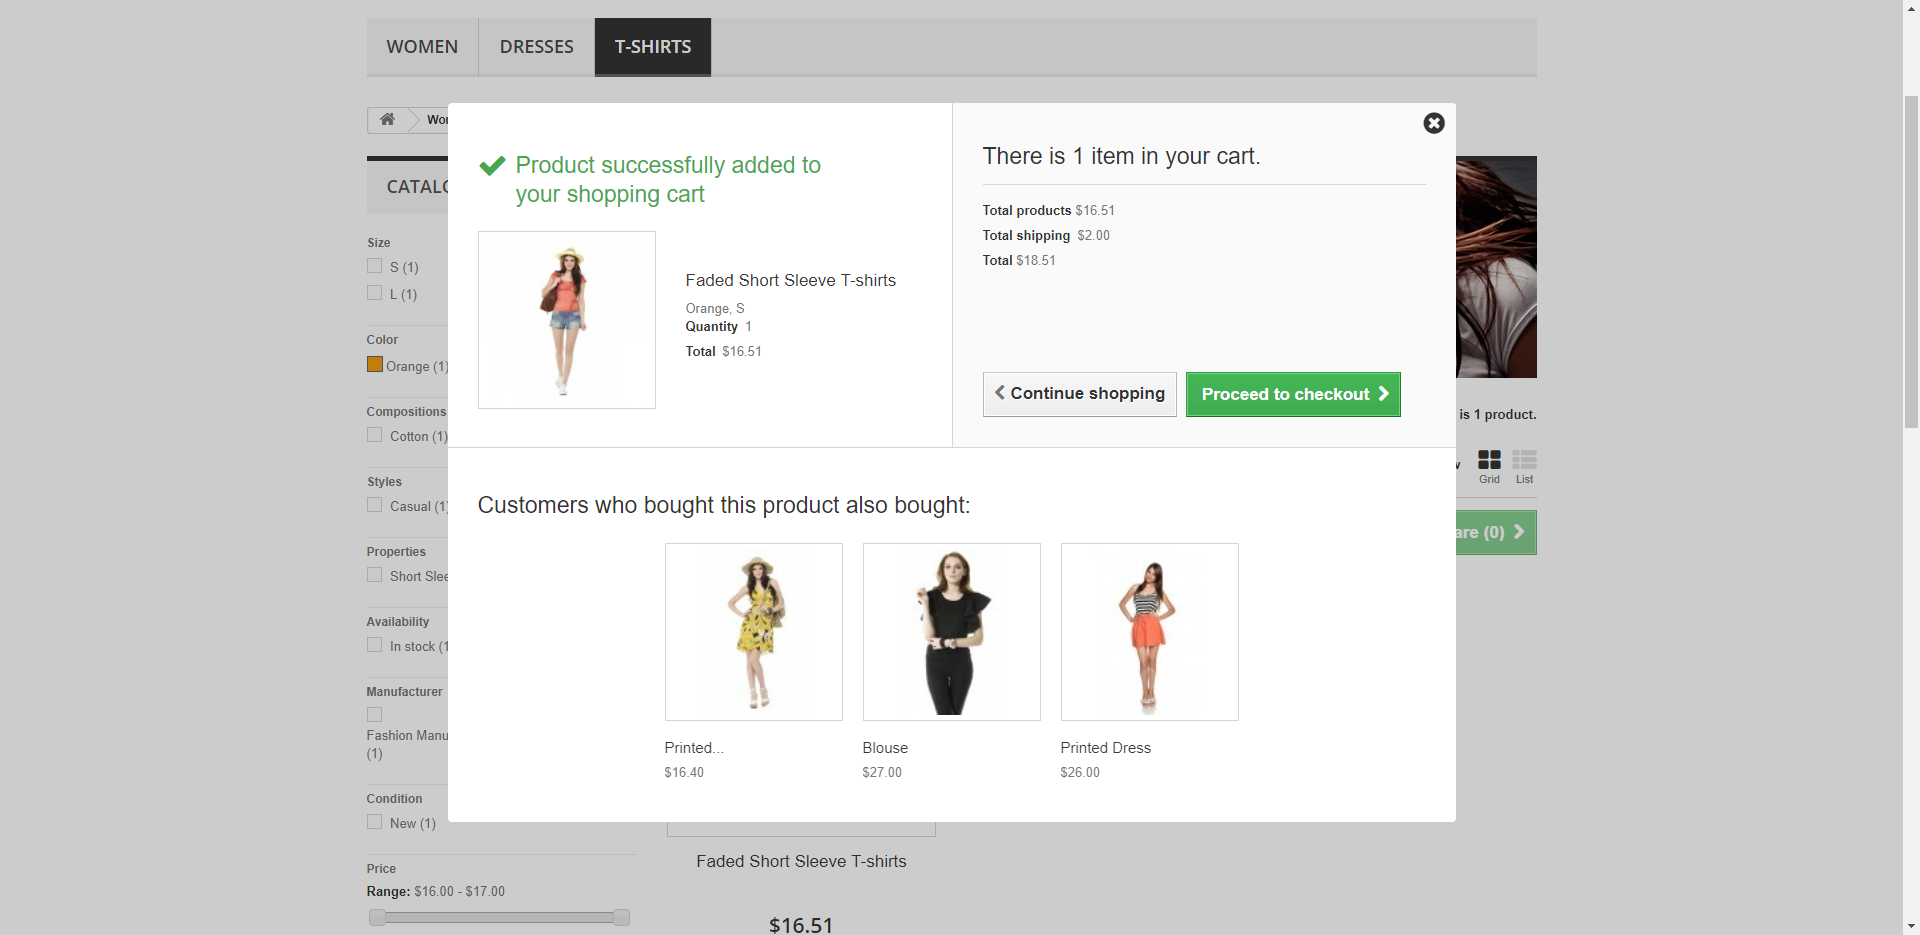 WOMEN
DRESSES
T-SHIRTS
Product successfully added to
your shopping cart
Faded Short Sleeve T-shirts
Orange, S
Quantity 1
Total $16.51
There is 1 item in your cart.
Total products $16.51
Total shipping $2.00
Total $18.51
Continue shopping
Proceed to checkout
Customers who bought this product also bought:
Printed...
$16.40
Blouse
$27.00
Printed Dress
$26.00
Size
S (1)
L (1)
Color
Orange (1)
Compositions
Cotton (1)
Styles
Casual (1)
Properties
Short
Availability
In stock (1
Manufacturer
Fashion
(1)
Condition
New (1)
Price
Range: $16.00 - $17.00
is 1 product.
Grid
List
(0)
Faded Short Sleeve T-shirts
$16.51